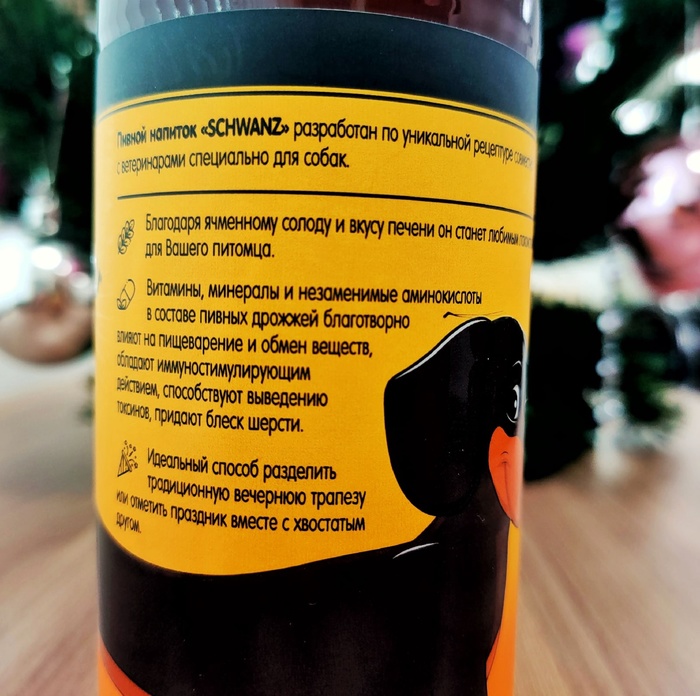 Пивной напиток «SCHWANZ» разработан по уникальной рецептуре
с ветеринарами специально для собак.
Благодаря ячменному солоду и вкусу печени он станет любимым
для Вашего питомца.
Витамины, минералы и незаменимые аминокислоты
в составе пивных дрожжей благотворно
влияют на пищеварение и обмен веществ,
обладают иммуностимулирующим
действием, способствуют выведению
токсинов, придают блеск шерсти.
Идеальный способ разделить
традиционную вечернюю трапезу
или отметить праздник вместе с хвостатым
другом.